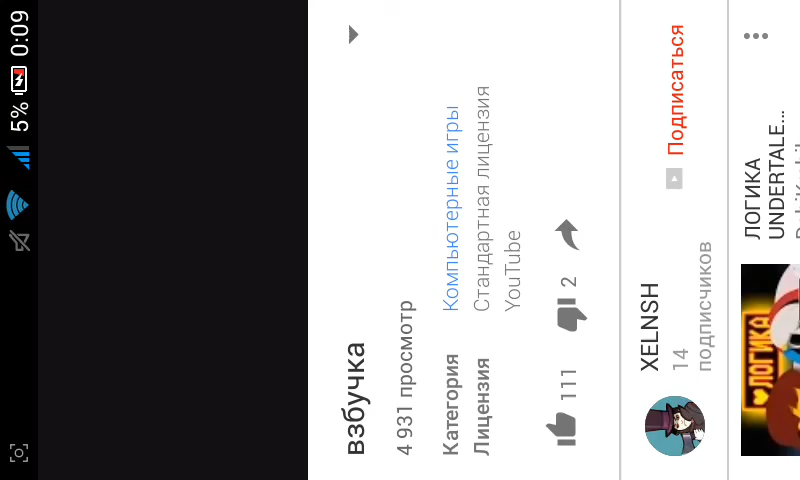 5% 0:09
взбучка
4 931 просмотр
Категория Компьютерные игры
Лицензия Стандартная лицензия
YouTube
111 2
XELNSH
14
подписчиков
Подписаться
ЛОГИКА
UNDERTALE...
ЛОГИКА